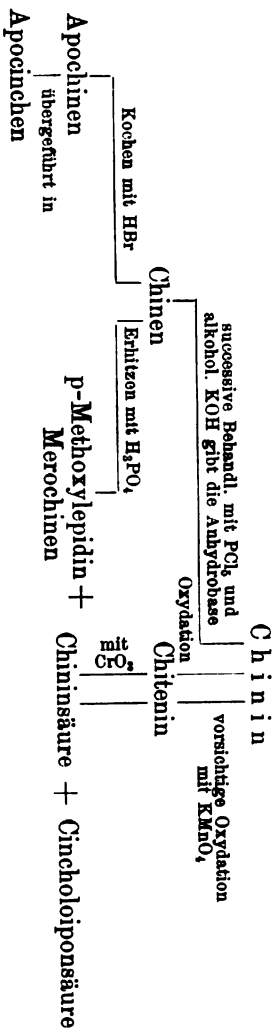 Chinin
successive Behandl. mit PCl₅ und
alkohol. KOH gibt die Anhydrobase
Oxydation
vorsichtige Oxydation
mit KMnO₄
Chinen
Chitenin
Kochen mit HBr
Erhitzen mit H₃PO₄
mit
CrO₃
Apochinen
p-Methoxylepidin +
Merochinen
Chininsäure + Cincholoiponsäure
übergeführt in
Apocinchen